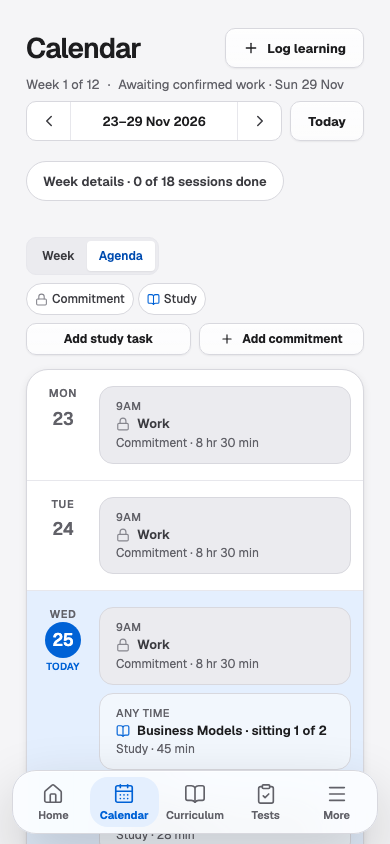 Calendar
Log learning
Week 1 of 12 · Awaiting confirmed work · Sun 29 Nov
23–29 Nov 2026
Today
Week details · 0 of 18 sessions done
Week
Agenda
Commitment
Study
Add study task
Add commitment
MON
23
9AM
Work
Commitment · 8 hr 30 min
TUE
24
9AM
Work
Commitment · 8 hr 30 min
WED
25
TODAY
9AM
Work
Commitment · 8 hr 30 min
ANY TIME
Business Models · sitting 1 of 2
Study · 45 min
Study · 28 min
Home
Calendar
Curriculum
Tests
More